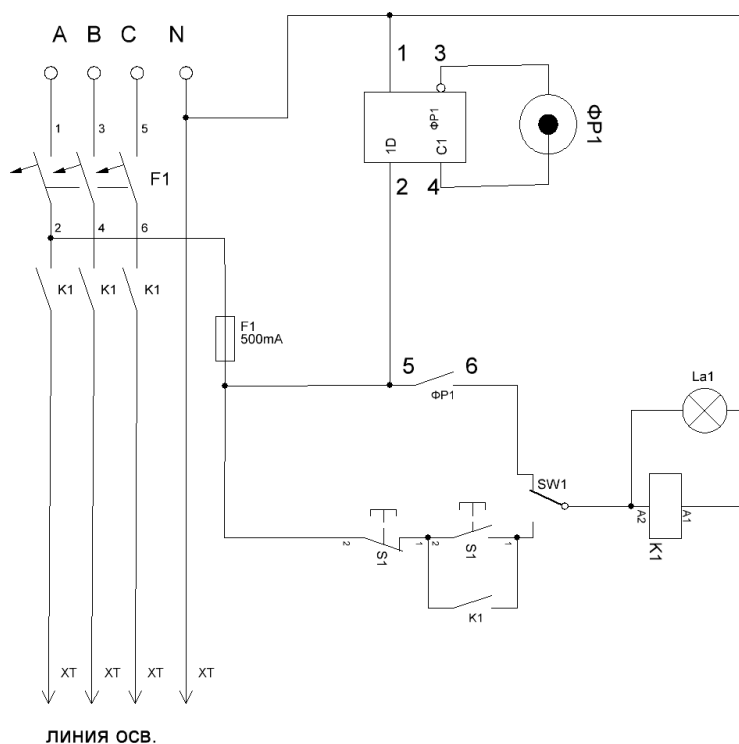 A B C N
1 3
1 3 5
ФР1
1D С1
ФР1
F1
2 4
2 4 6
K1 K1 K1
F1
500mA
5 6
ФР1
La1
SW1
2 S1 1 2 S1 1
A2 A1
K1
K1
XT XT XT XT
ЛИНИЯ ОСВ.